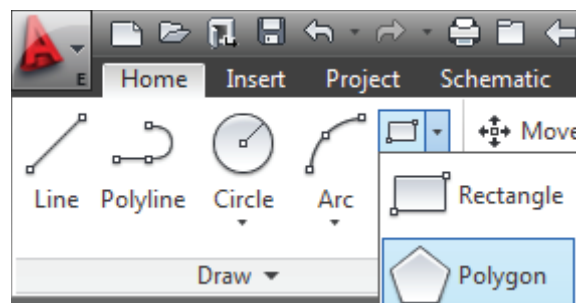 E
Home Insert Project Schematic
Move
Line Polyline Circle Arc
Rectangle
Draw
Polygon